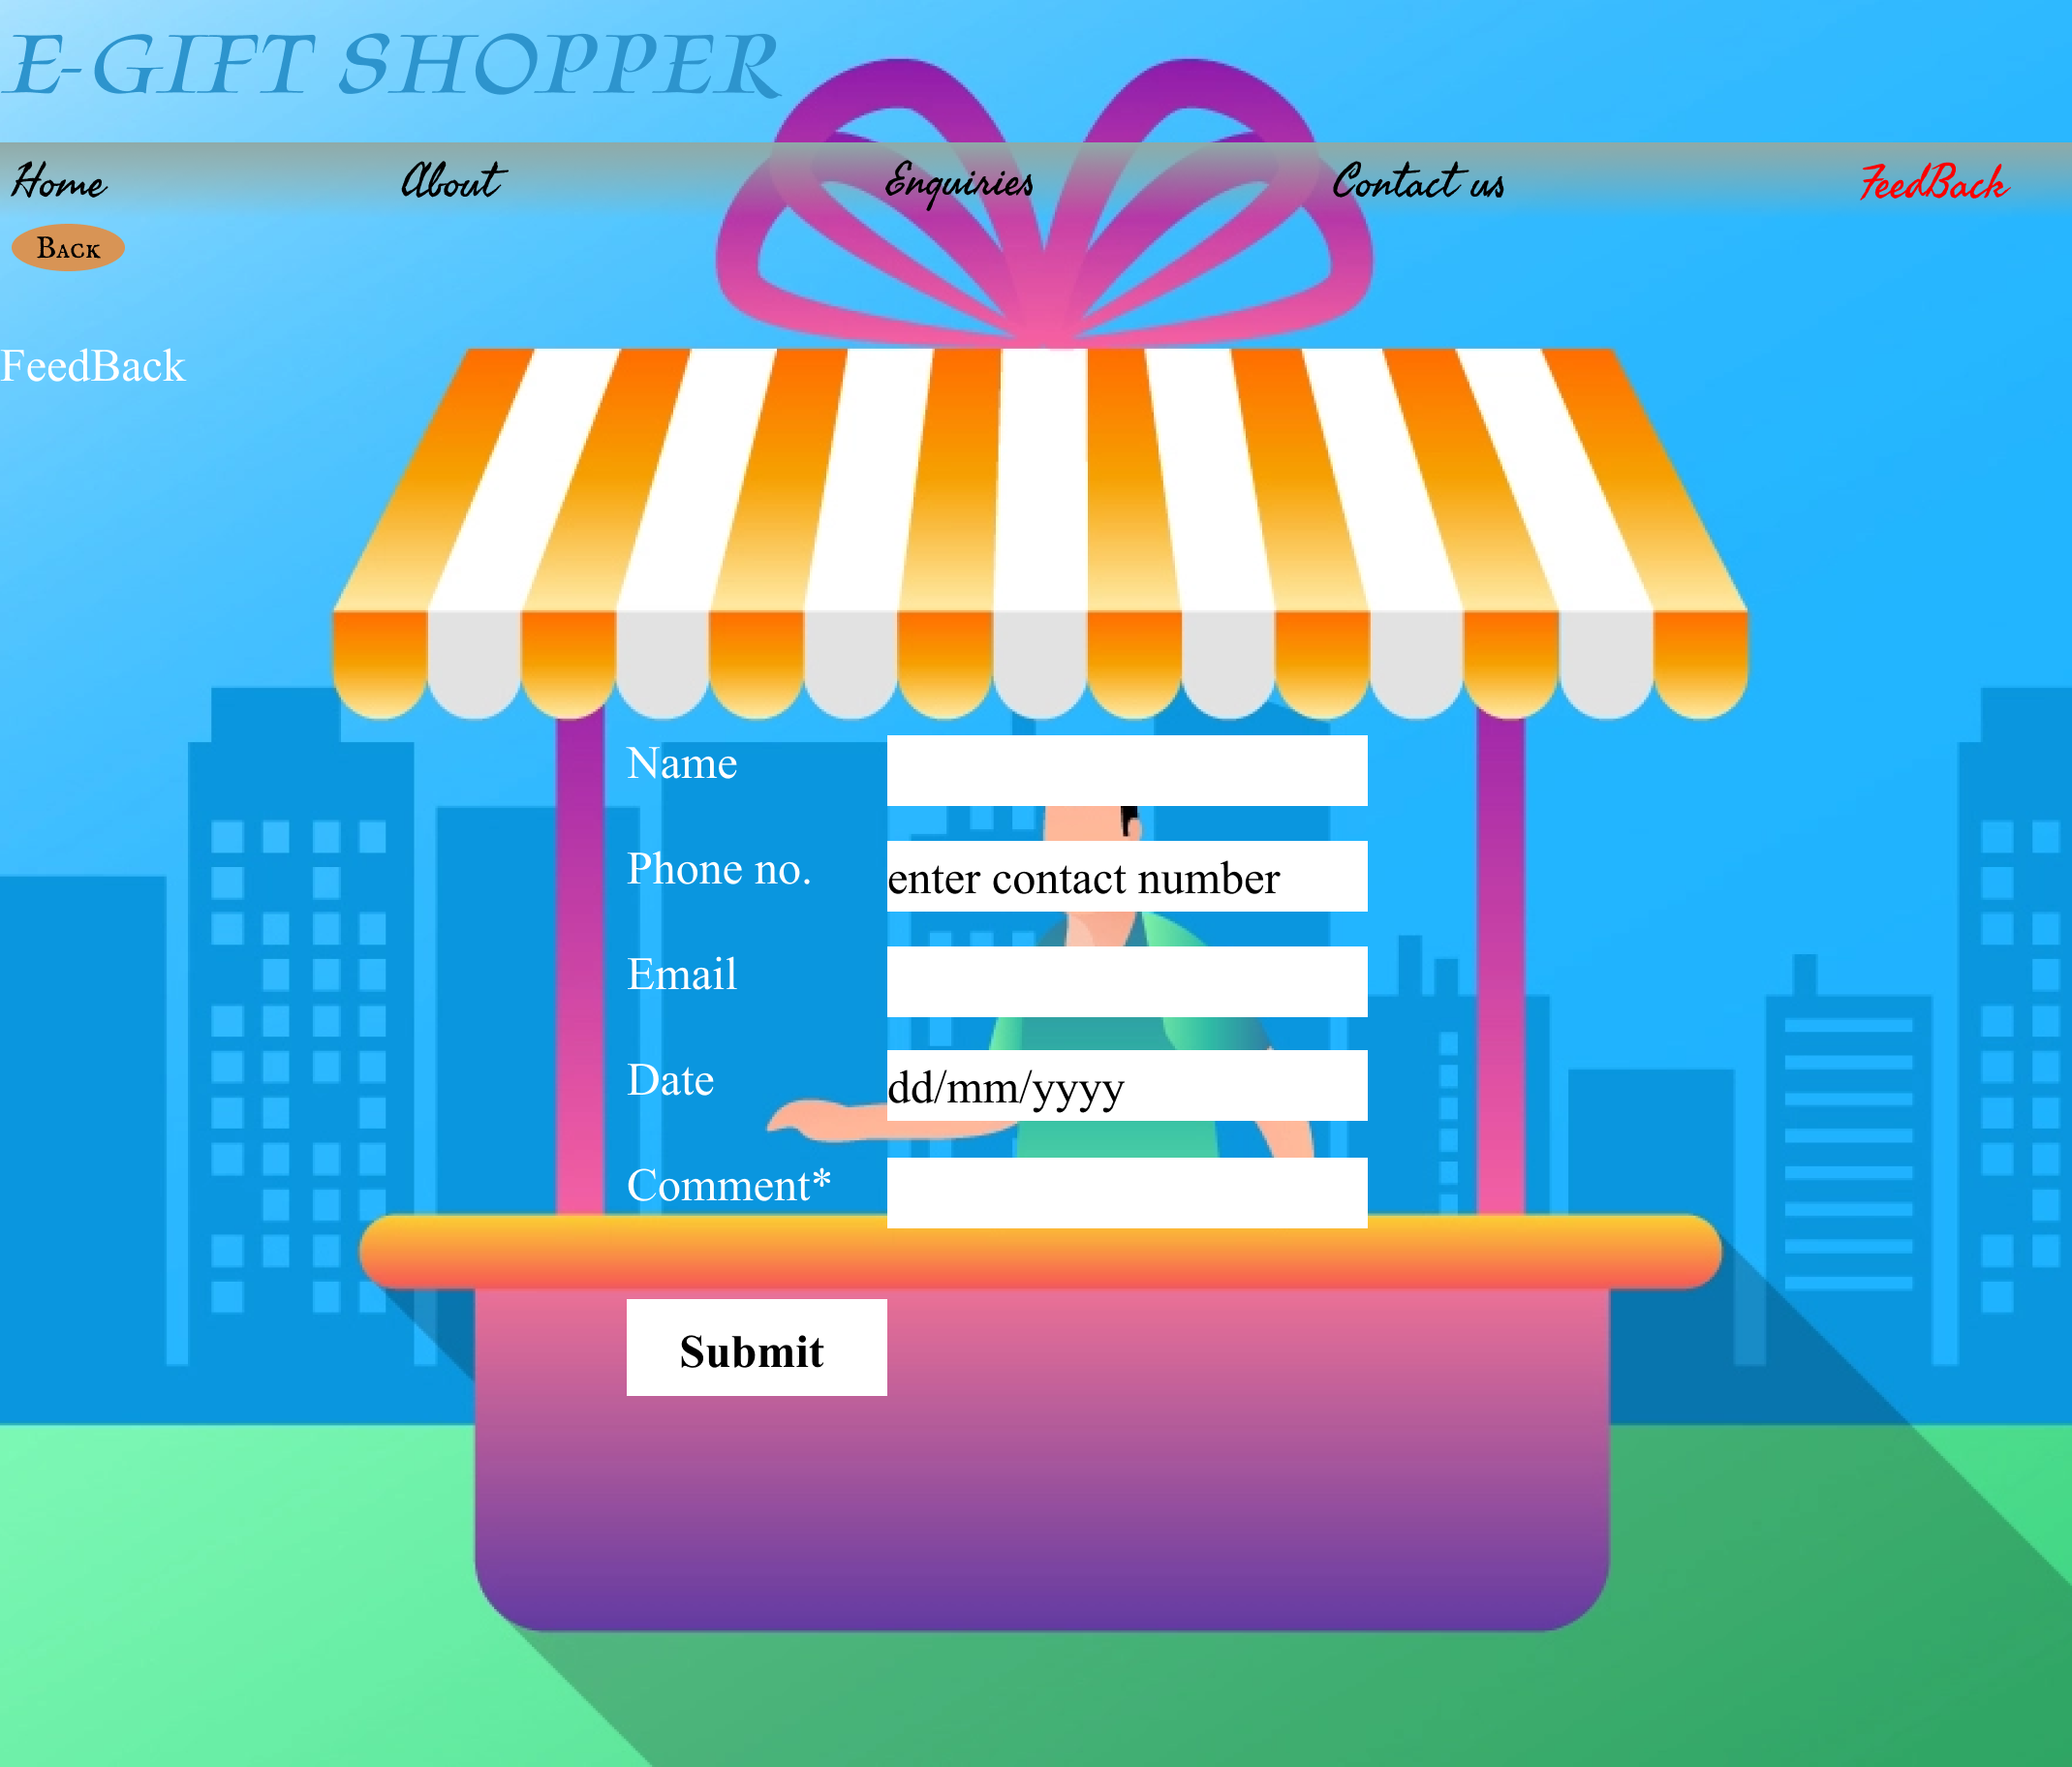 E-GIFT SHOPPER
Home About Enquiries Contact us FeedBack
Back
FeedBack
Name
Phone no. enter contact number
Email
Date dd/mm/yyyy
Comment*
Submit